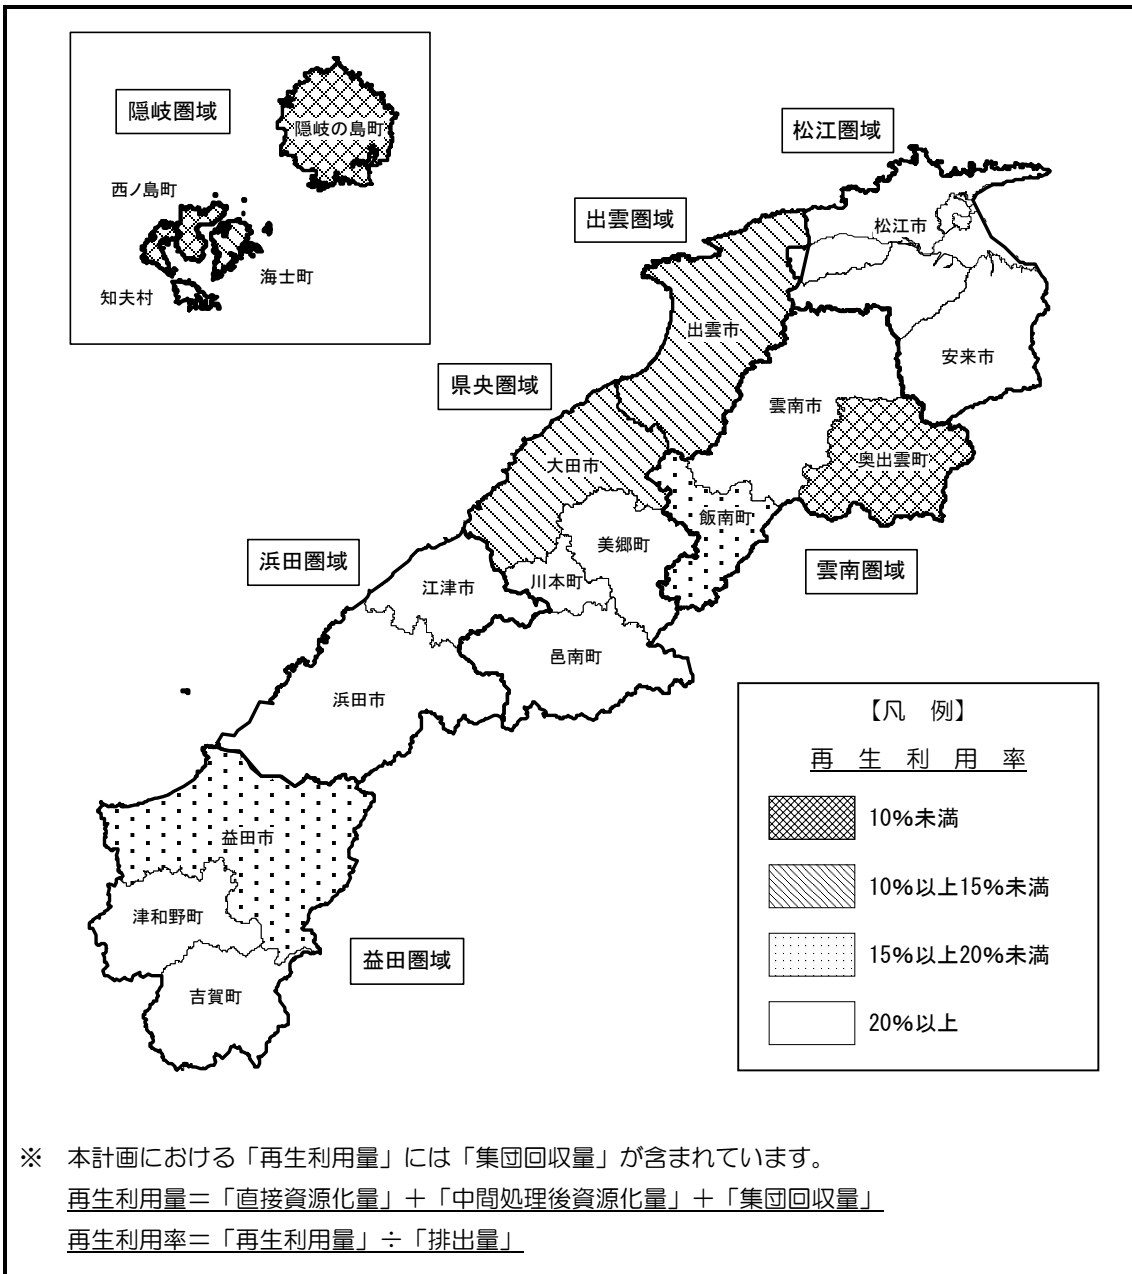 隠岐圏域
隠岐の島町
西ノ島町
海士町
知夫村
松江圏域
松江市
出雲圏域
出雲市
安来市
県央圏域
雲南市
大田市
奥出雲町
飯南町
美郷町
浜田圏域
川本町
江津市
雲南圏域
邑南町
浜田市
益田市
津和野町
益田圏域
吉賀町
【凡　例】
再　生　利　用　率
10%未満
10%以上15%未満
15%以上20%未満
20%以上
※　本計画における「再生利用量」には「集団回収量」が含まれています。
再生利用量＝「直接資源化量」＋「中間処理後資源化量」＋「集団回収量」
再生利用率＝「再生利用量」÷「排出量」